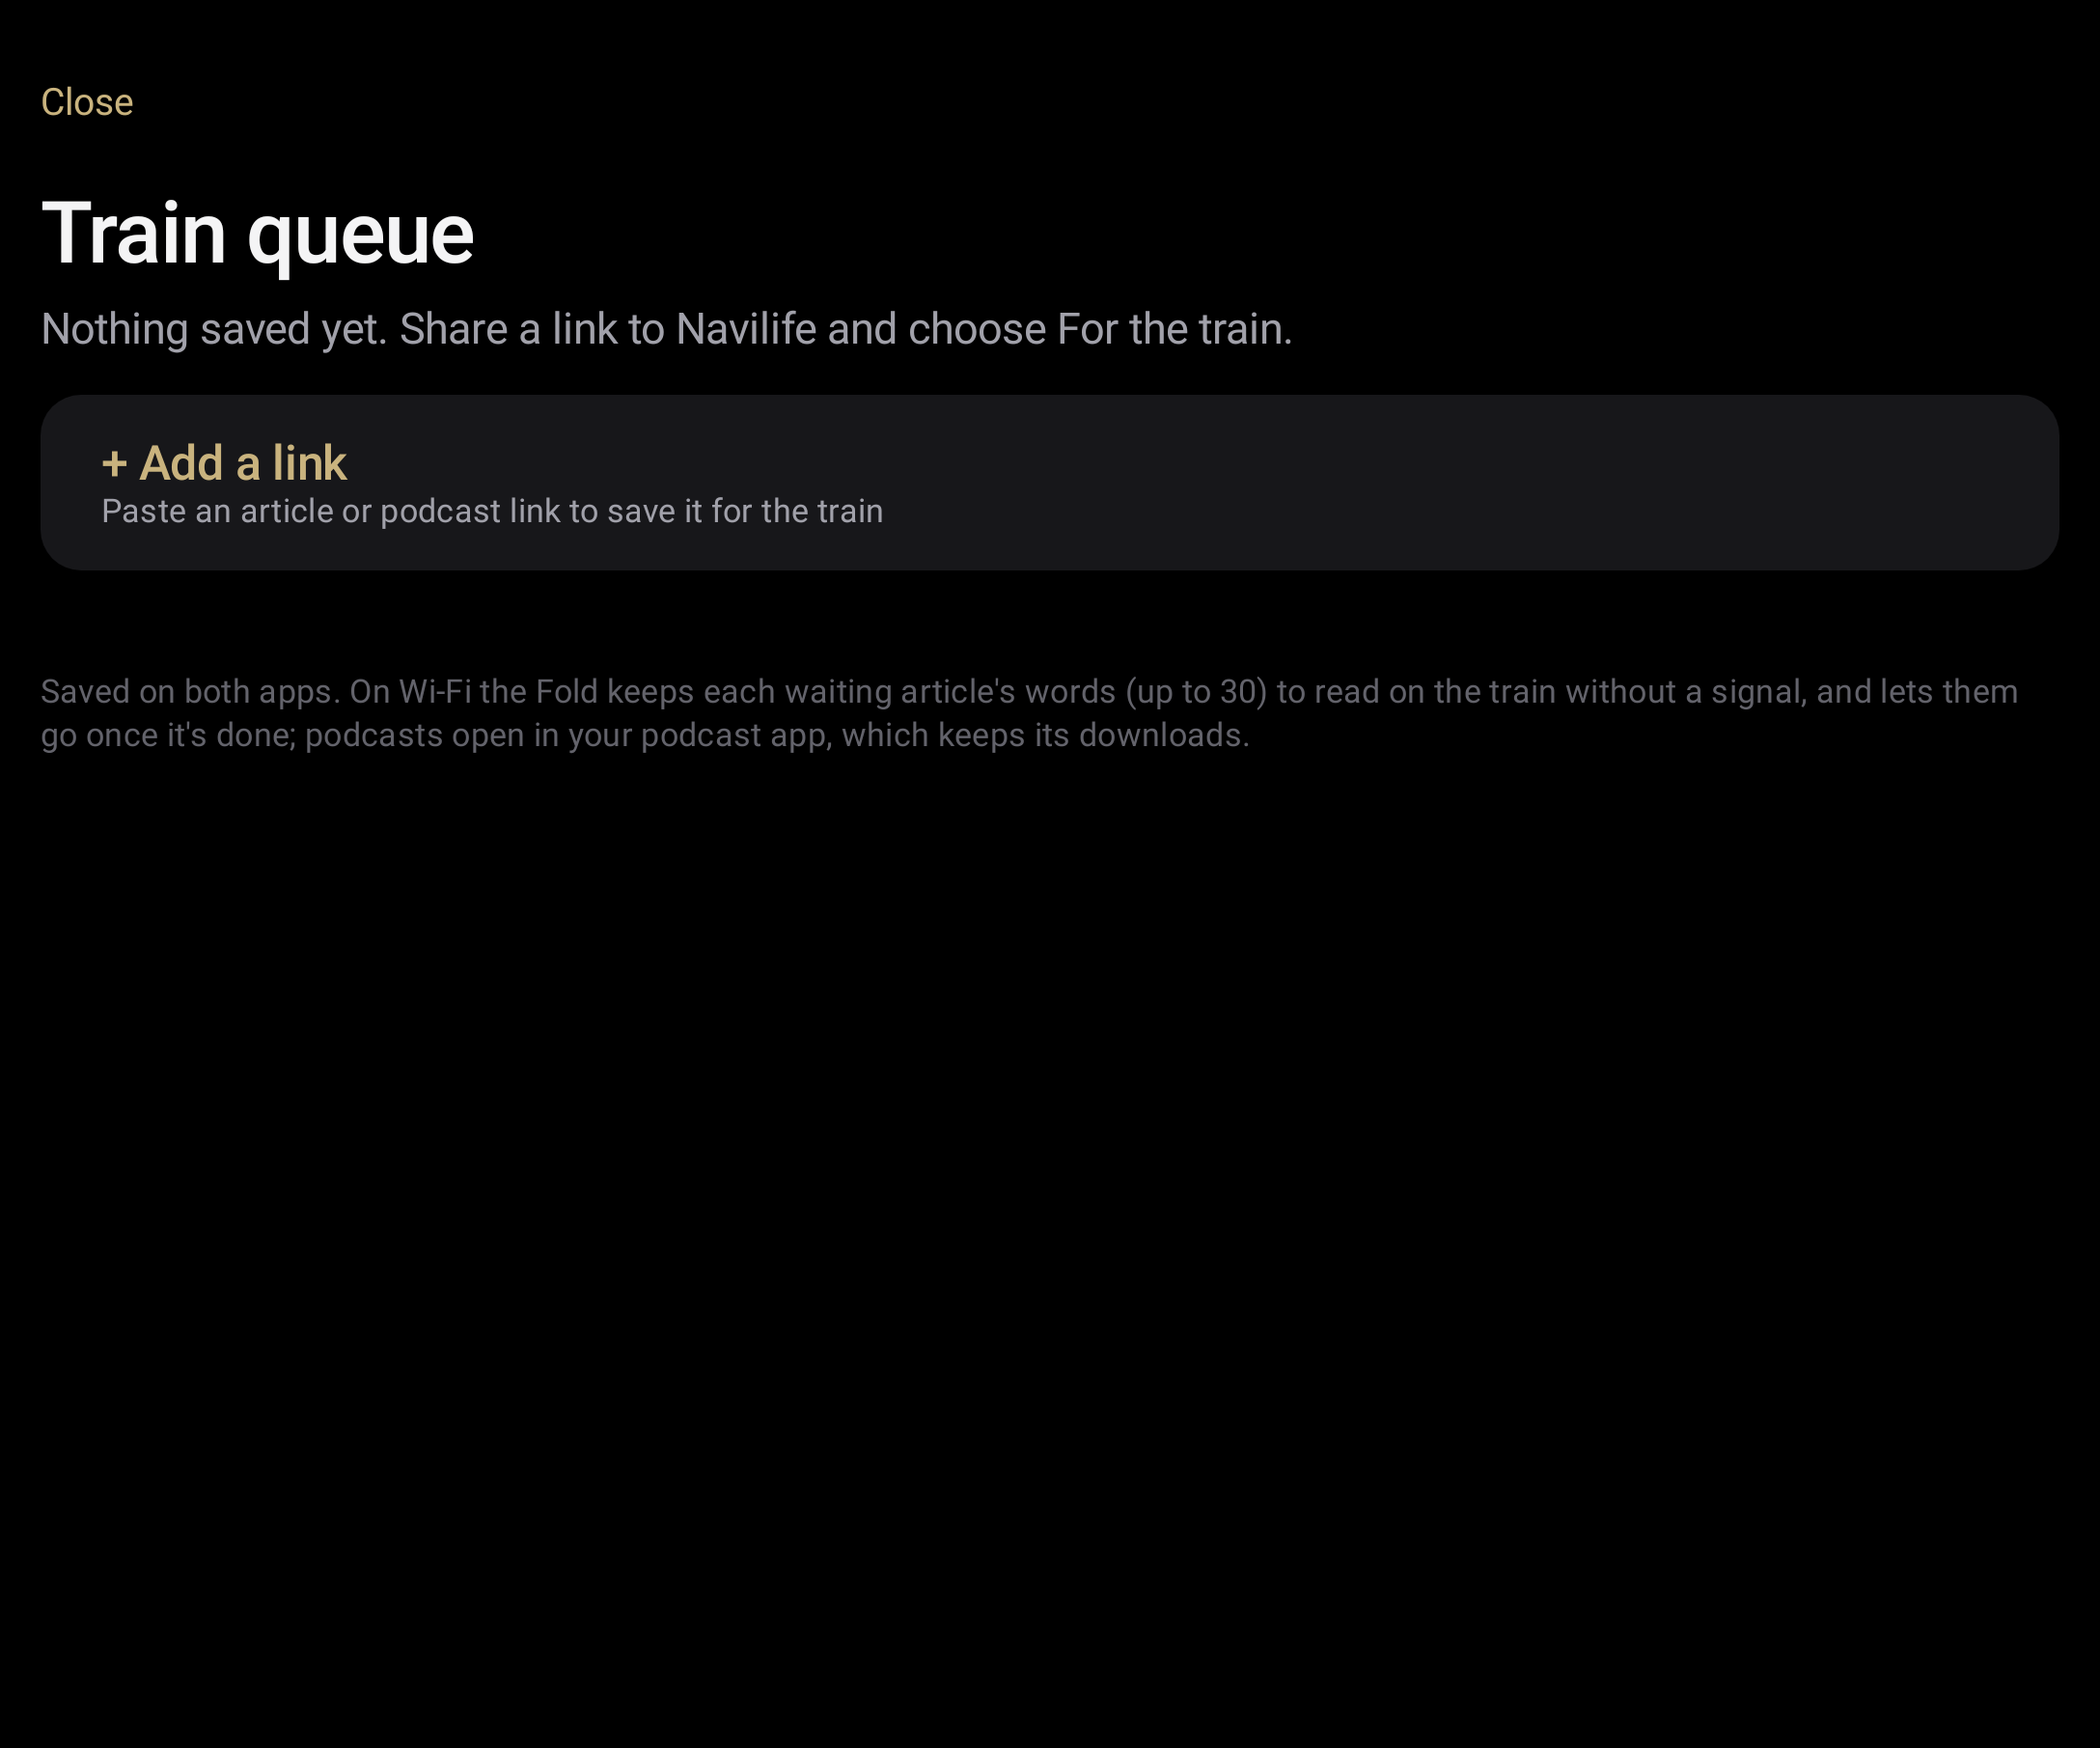 Close
Train queue
Nothing saved yet. Share a link to Navilife and choose For the train.
+ Add a link
Paste an article or podcast link to save it for the train
Saved on both apps. On Wi-Fi the Fold keeps each waiting article's words (up to 30) to read on the train without a signal, and lets them
go once it's done; podcasts open in your podcast app, which keeps its downloads.